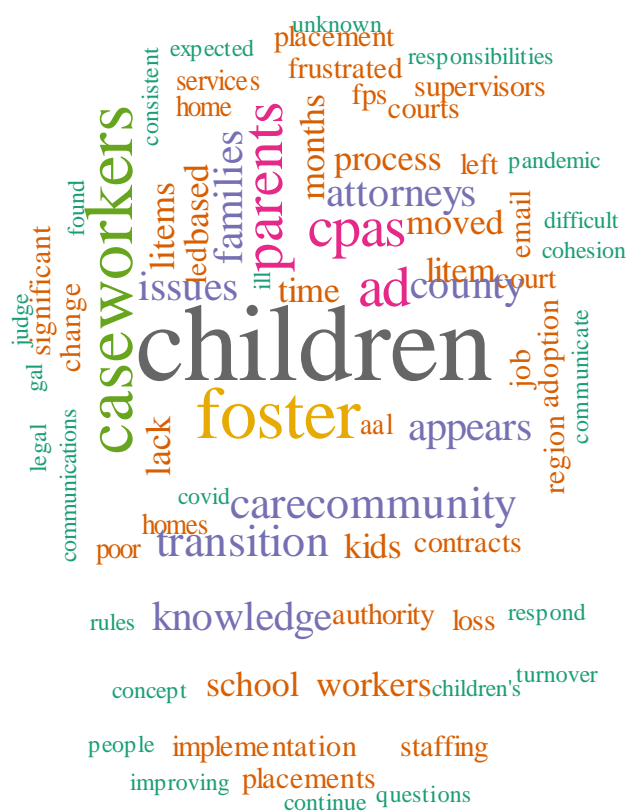 unknown
expected
placement
responsibilities
consistent
services
frustrated
supervisors
home
fps
courts
caseworkers
families
parents
months
process
left
pandemic
found
litems
ledbased
attorneys
email
difficult
significant
cpas
moved
cohesion
judge
change
issues
ill
time
ad
county
litem
court
gal
children
job
adoption
communicate
legal
communications
lack
foster
aal
appears
region
covid
carecommunity
homes
poor
transition
kids
contracts
rules
knowledge
authority
loss
respond
concept
school
workers
children's
turnover
people
implementation
staffing
improving
placements
continue
questions